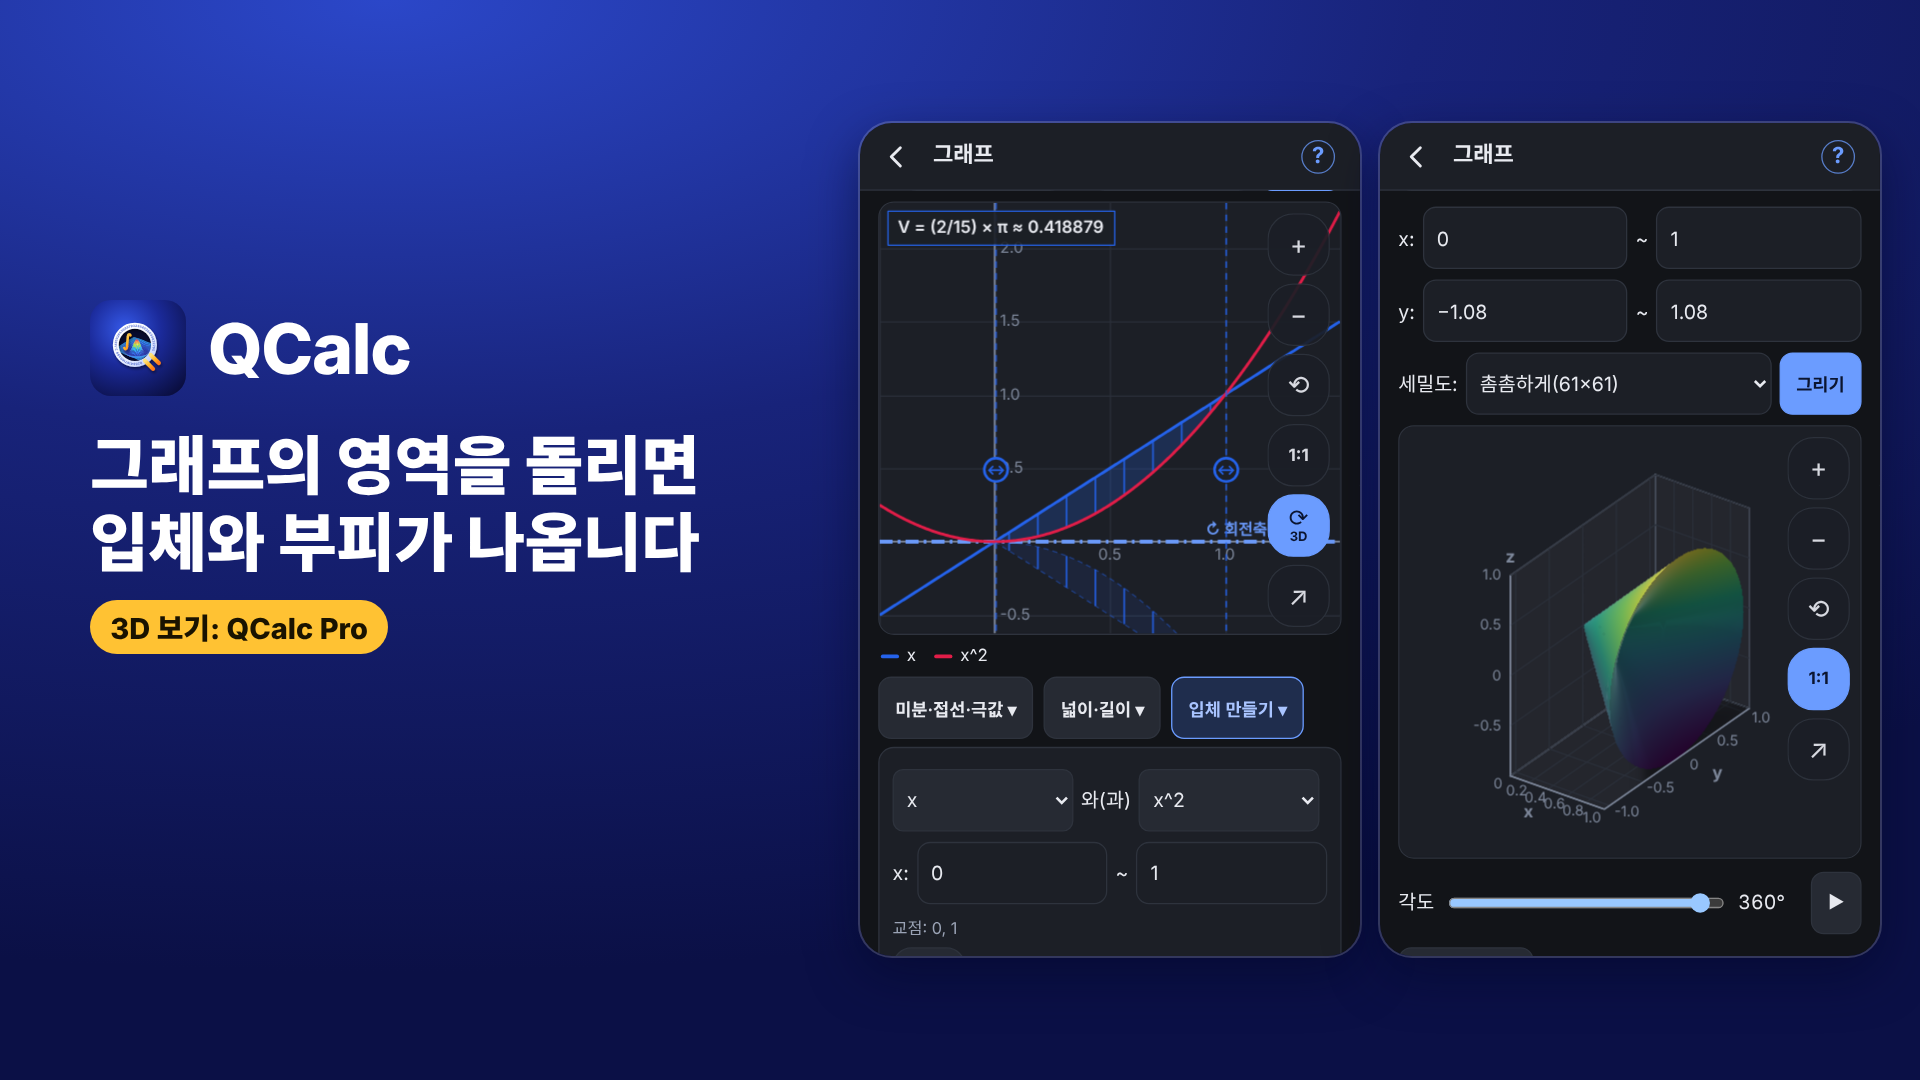 QCalc
그래프의 영역을 돌리면
입체와 부피가 나옵니다
3D 보기: QCalc Pro
그래프
?
V = (2/15) × π ≈ 0.418879
2.0
1.5
1.0
.5
0.5
1.0
-0.5
회전축
+
−
1:1
3D
x
x^2
미분·접선·극값 ▾
넓이·길이 ▾
입체 만들기 ▾
x 와(과) x^2
x: 0 ~ 1
교점: 0, 1
그래프
?
x: 0 ~ 1
y: −1.08 ~ 1.08
세밀도: 촘촘하게(61×61) 그리기
+
−
1:1
z
1.0
0.5
0
-0.5
0 0.2 0.4 0.6 0.8 1.0
x
-1.0 -0.5 0 0.5 1.0
y
각도 360°